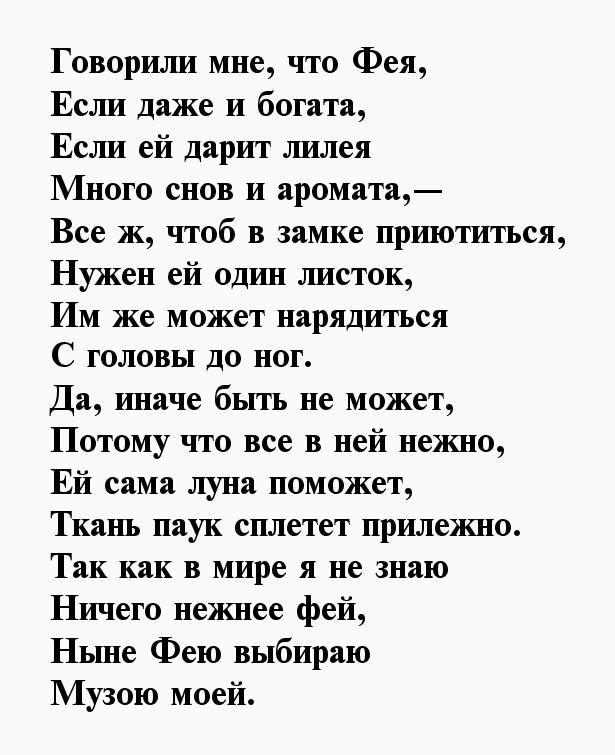 Говорили мне, что Фея,
Если даже и богата,
Если ей дарит лилея
Много снов и аромата,—
Все ж, чтоб в замке приютиться,
Нужен ей один листок,
Им же может нарядиться
С головы до ног.
Да, иначе быть не может,
Потому что все в ней нежно,
Ей сама луна поможет,
Ткань паук сплетет прилежно.
Так как в мире я не знаю
Ничего нежнее фей,
Ныне Фею выбираю
Музою моей.